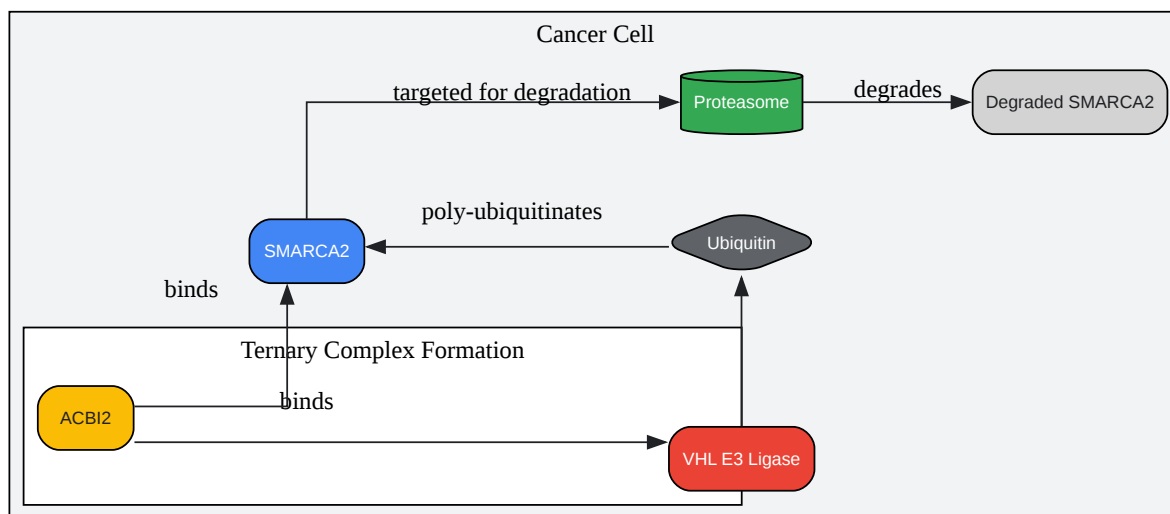 Cancer Cell
targeted for degradation
Proteasome
degrades
Degraded SMARCA2
poly-ubiquitinates
SMARCA2
Ubiquitin
binds
Ternary Complex Formation
binds
ACBI2
VHL E3 Ligase